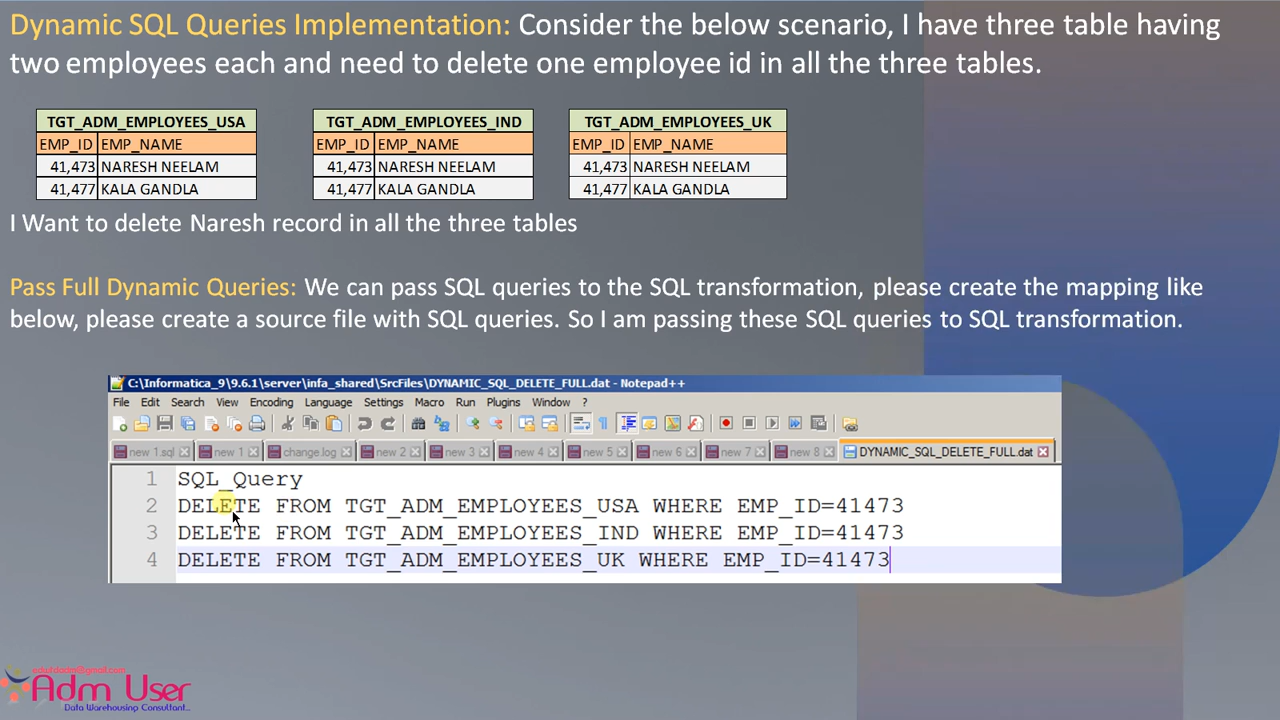 Dynamic SQL Queries Implementation: Consider the below scenario, I have three table having
two employees each and need to delete one employee id in all the three tables.
TGT_ADM_EMPLOYEES_USA
EMP_ID EMP_NAME
41,473 NARESH NEELAM
41,477 KALA GANDLA
TGT_ADM_EMPLOYEES_IND
EMP_ID EMP_NAME
41,473 NARESH NEELAM
41,477 KALA GANDLA
TGT_ADM_EMPLOYEES_UK
EMP_ID EMP_NAME
41,473 NARESH NEELAM
41,477 KALA GANDLA
I Want to delete Naresh record in all the three tables
Pass Full Dynamic Queries: We can pass SQL queries to the SQL transformation, please create the mapping like
below, please create a source file with SQL queries. So I am passing these SQL queries to SQL transformation.
C:\Informatica_9\9.6.1\server\infa_shared\SrcFiles\DYNAMIC_SQL_DELETE_FULL.dat - Notepad++
File Edit Search View Encoding Language Settings Macro Run Plugins Window ?
new 1.sql new 1 change.log new 2 new 3 new 4 new 5 new 6 new 7 new 8 DYNAMIC_SQL_DELETE_FULL.dat
1 SQL_Query
2 DELETE FROM TGT_ADM_EMPLOYEES_USA WHERE EMP_ID=41473
3 DELETE FROM TGT_ADM_EMPLOYEES_IND WHERE EMP_ID=41473
4 DELETE FROM TGT_ADM_EMPLOYEES_UK WHERE EMP_ID=41473
Adm User
Data Warehousing Consultant...